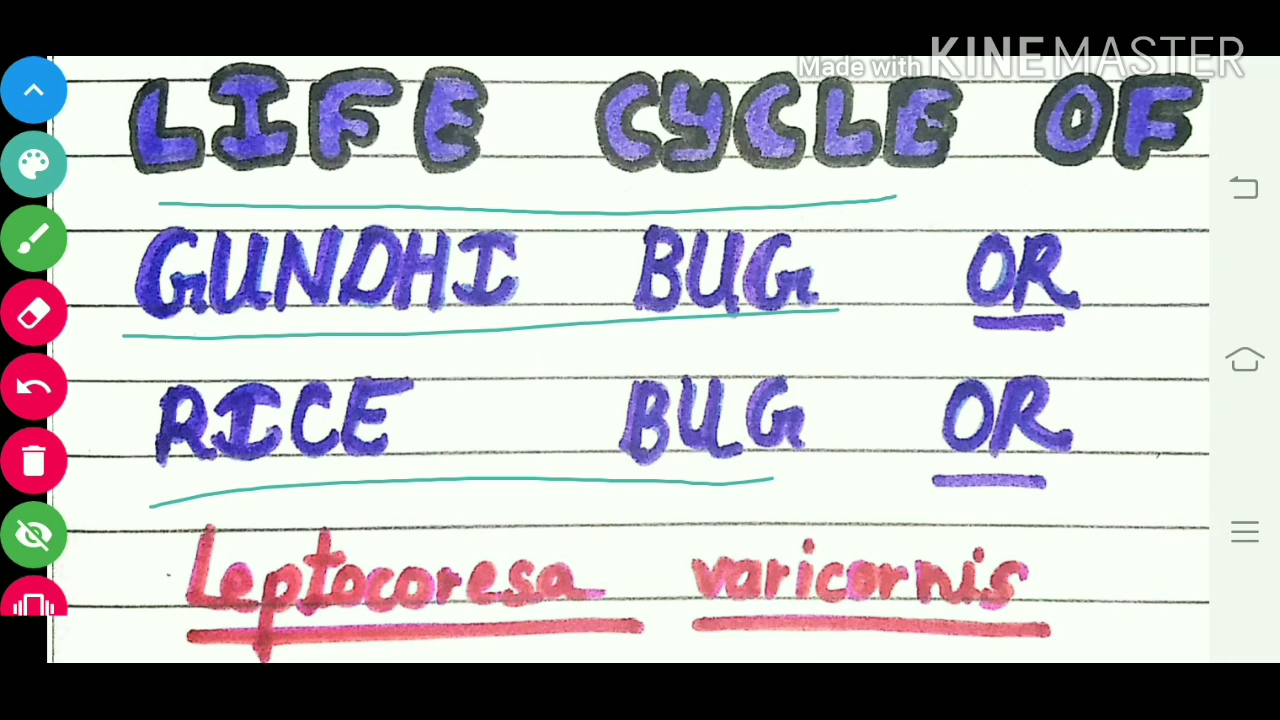 Made with KINEMASTER
LIFE CYCLE OF
GUNDHI BUG OR
RICE BUG OR
Leptocoresa varicornis